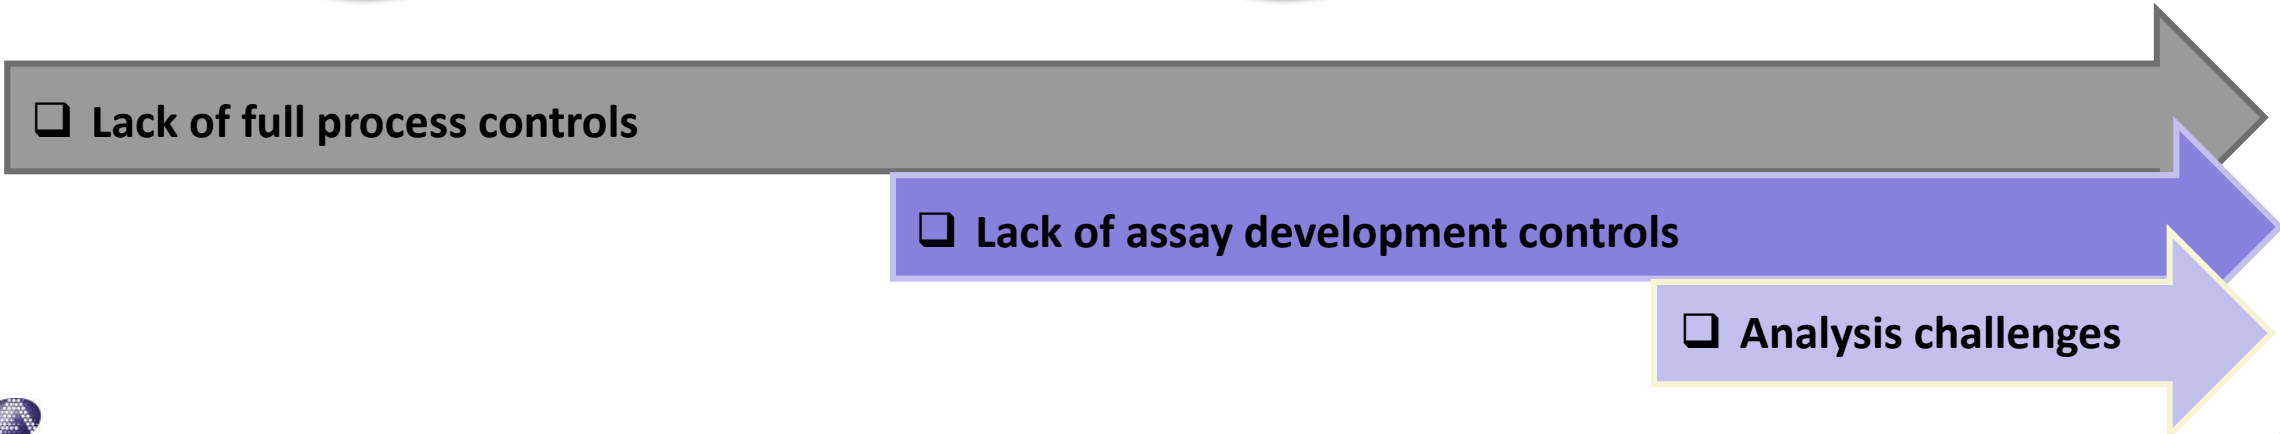 ❑ Lack of full process controls
❑ Lack of assay development controls
❑ Analysis challenges